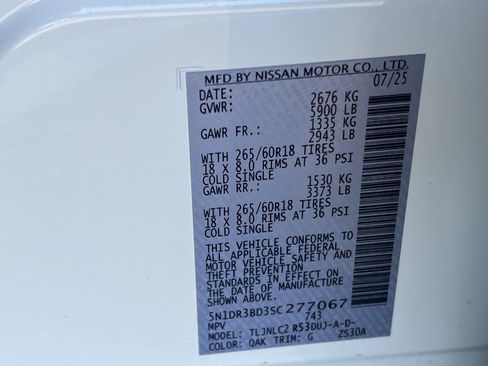 MFD BY NISSAN MOTOR CO., LTD.
DATE: 07/25
GVWR: 2676 KG
5900 LB
GAWR FR.: 1335 KG
2943 LB
WITH 265/60R18 TIRES
18 X 8.0 RIMS AT 36 PSI
COLD SINGLE
GAWR RR.: 1530 KG
3373 LB
WITH 265/60R18 TIRES
18 X 8.0 RIMS AT 36 PSI
COLD SINGLE
THIS VEHICLE CONFORMS TO
ALL APPLICABLE FEDERAL
MOTOR VEHICLE SAFETY AND
THEFT PREVENTION
STANDARDS IN EFFECT ON
THE DATE OF MANUFACTURE
5N1DR3BD3SC277067
MPV 743
MODEL: TLJNLC2 R53DUJ-A-D-
COLOR: QAK TRIM: G 2S30A